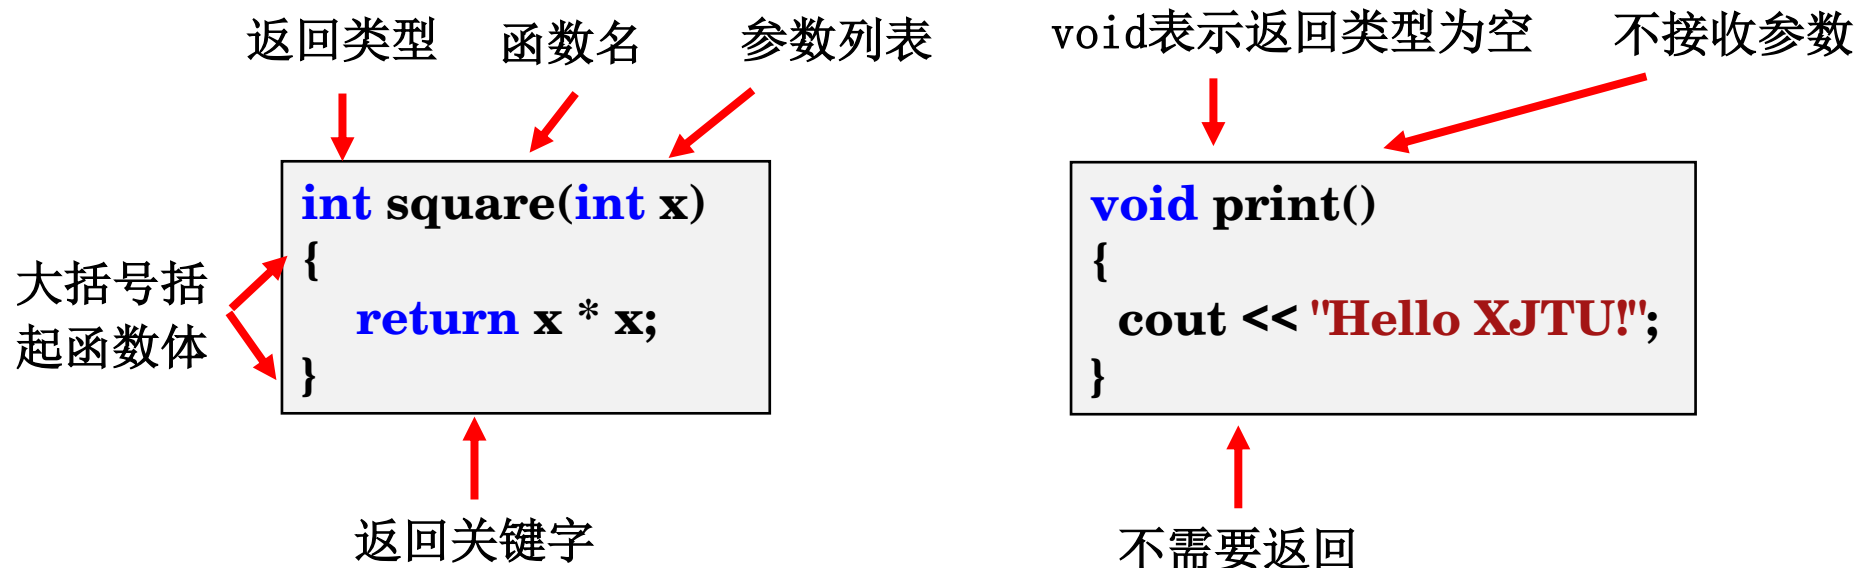 返回类型
函数名
参数列表
int square(int x)
{
return x * x;
}
大括号括
起函数体
返回关键字
void表示返回类型为空
不接收参数
void print()
{
cout << "Hello XJTU!";
}
不需要返回